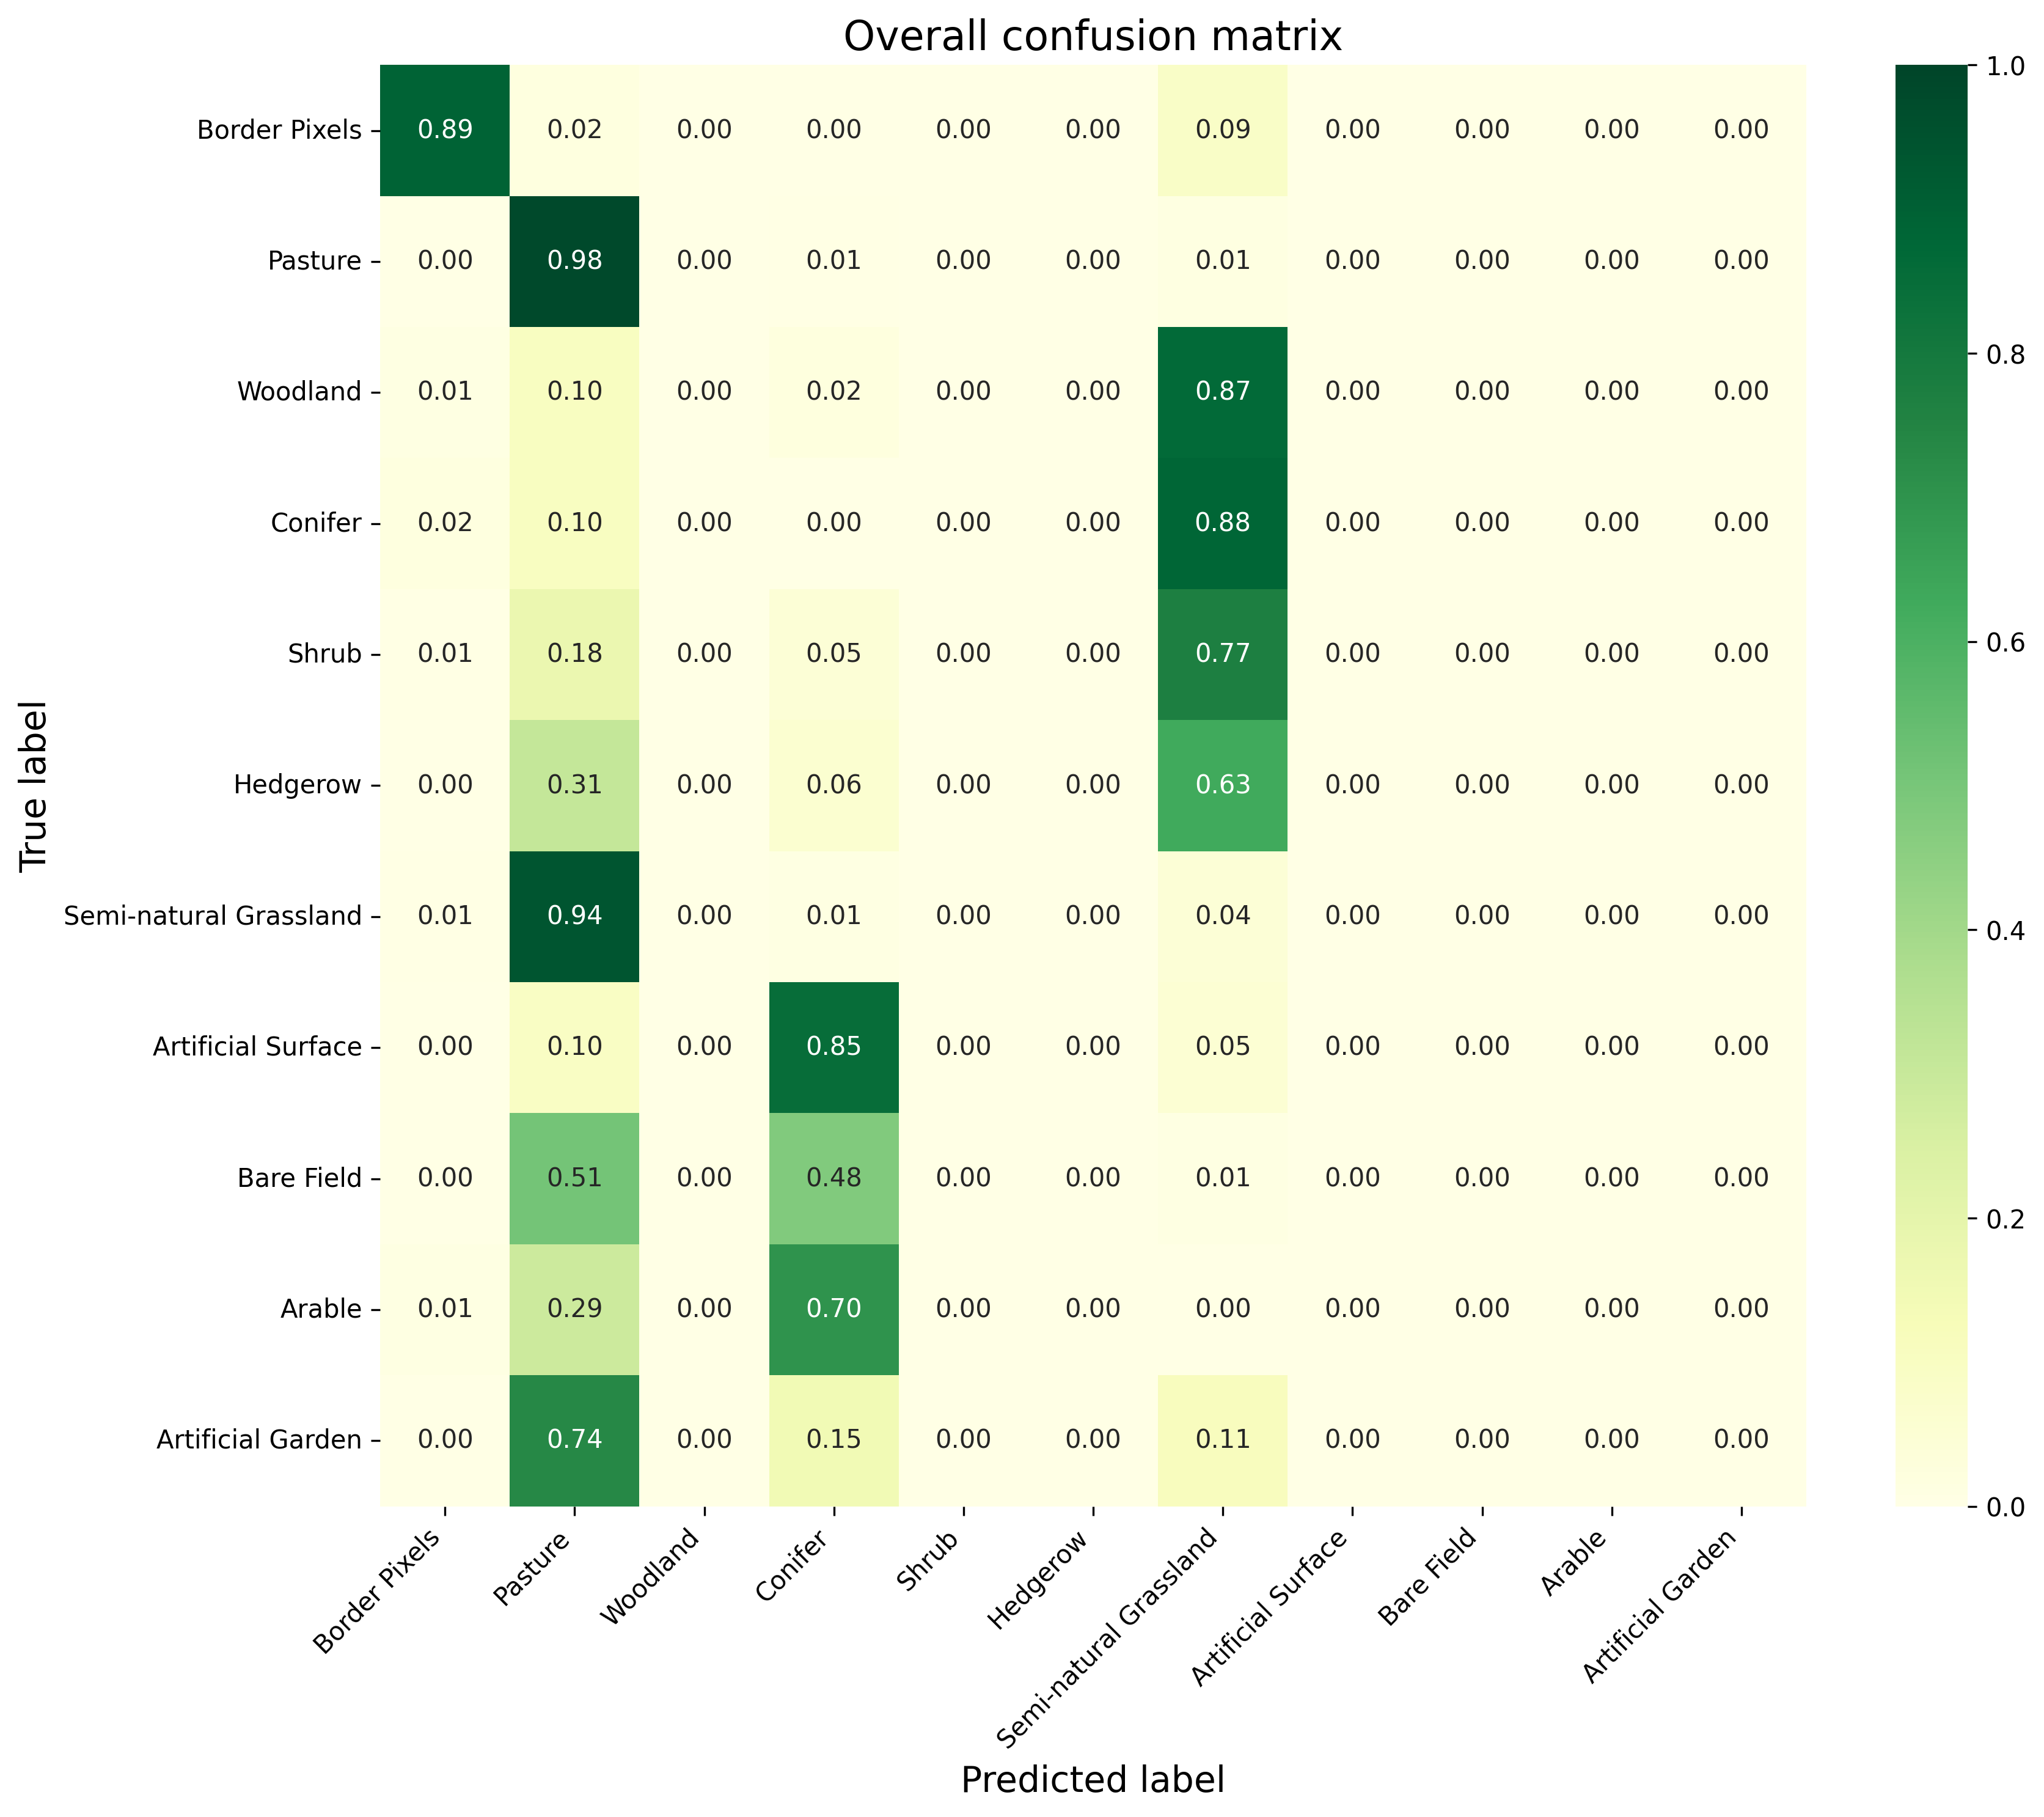 Overall confusion matrix
1.0
Border Pixels 0.89 0.02 0.00 0.00 0.00 0.00 0.09 0.00 0.00 0.00 0.00
Pasture 0.00 0.98 0.00 0.01 0.00 0.00 0.01 0.00 0.00 0.00 0.00
0.8
Woodland 0.01 0.10 0.00 0.02 0.00 0.00 0.87 0.00 0.00 0.00 0.00
Conifer 0.02 0.10 0.00 0.00 0.00 0.00 0.88 0.00 0.00 0.00 0.00
0.6
Shrub 0.01 0.18 0.00 0.05 0.00 0.00 0.77 0.00 0.00 0.00 0.00
True label
Hedgerow 0.00 0.31 0.00 0.06 0.00 0.00 0.63 0.00 0.00 0.00 0.00
Semi-natural Grassland 0.01 0.94 0.00 0.01 0.00 0.00 0.04 0.00 0.00 0.00 0.00
0.4
Artificial Surface 0.00 0.10 0.00 0.85 0.00 0.00 0.05 0.00 0.00 0.00 0.00
Bare Field 0.00 0.51 0.00 0.48 0.00 0.00 0.01 0.00 0.00 0.00 0.00
0.2
Arable 0.01 0.29 0.00 0.70 0.00 0.00 0.00 0.00 0.00 0.00 0.00
Artificial Garden 0.00 0.74 0.00 0.15 0.00 0.00 0.11 0.00 0.00 0.00 0.00
0.0
Border Pixels
Pasture
Woodland
Conifer
Shrub
Hedgerow
Semi-natural Grassland
Artificial Surface
Bare Field
Arable
Artificial Garden
Predicted label